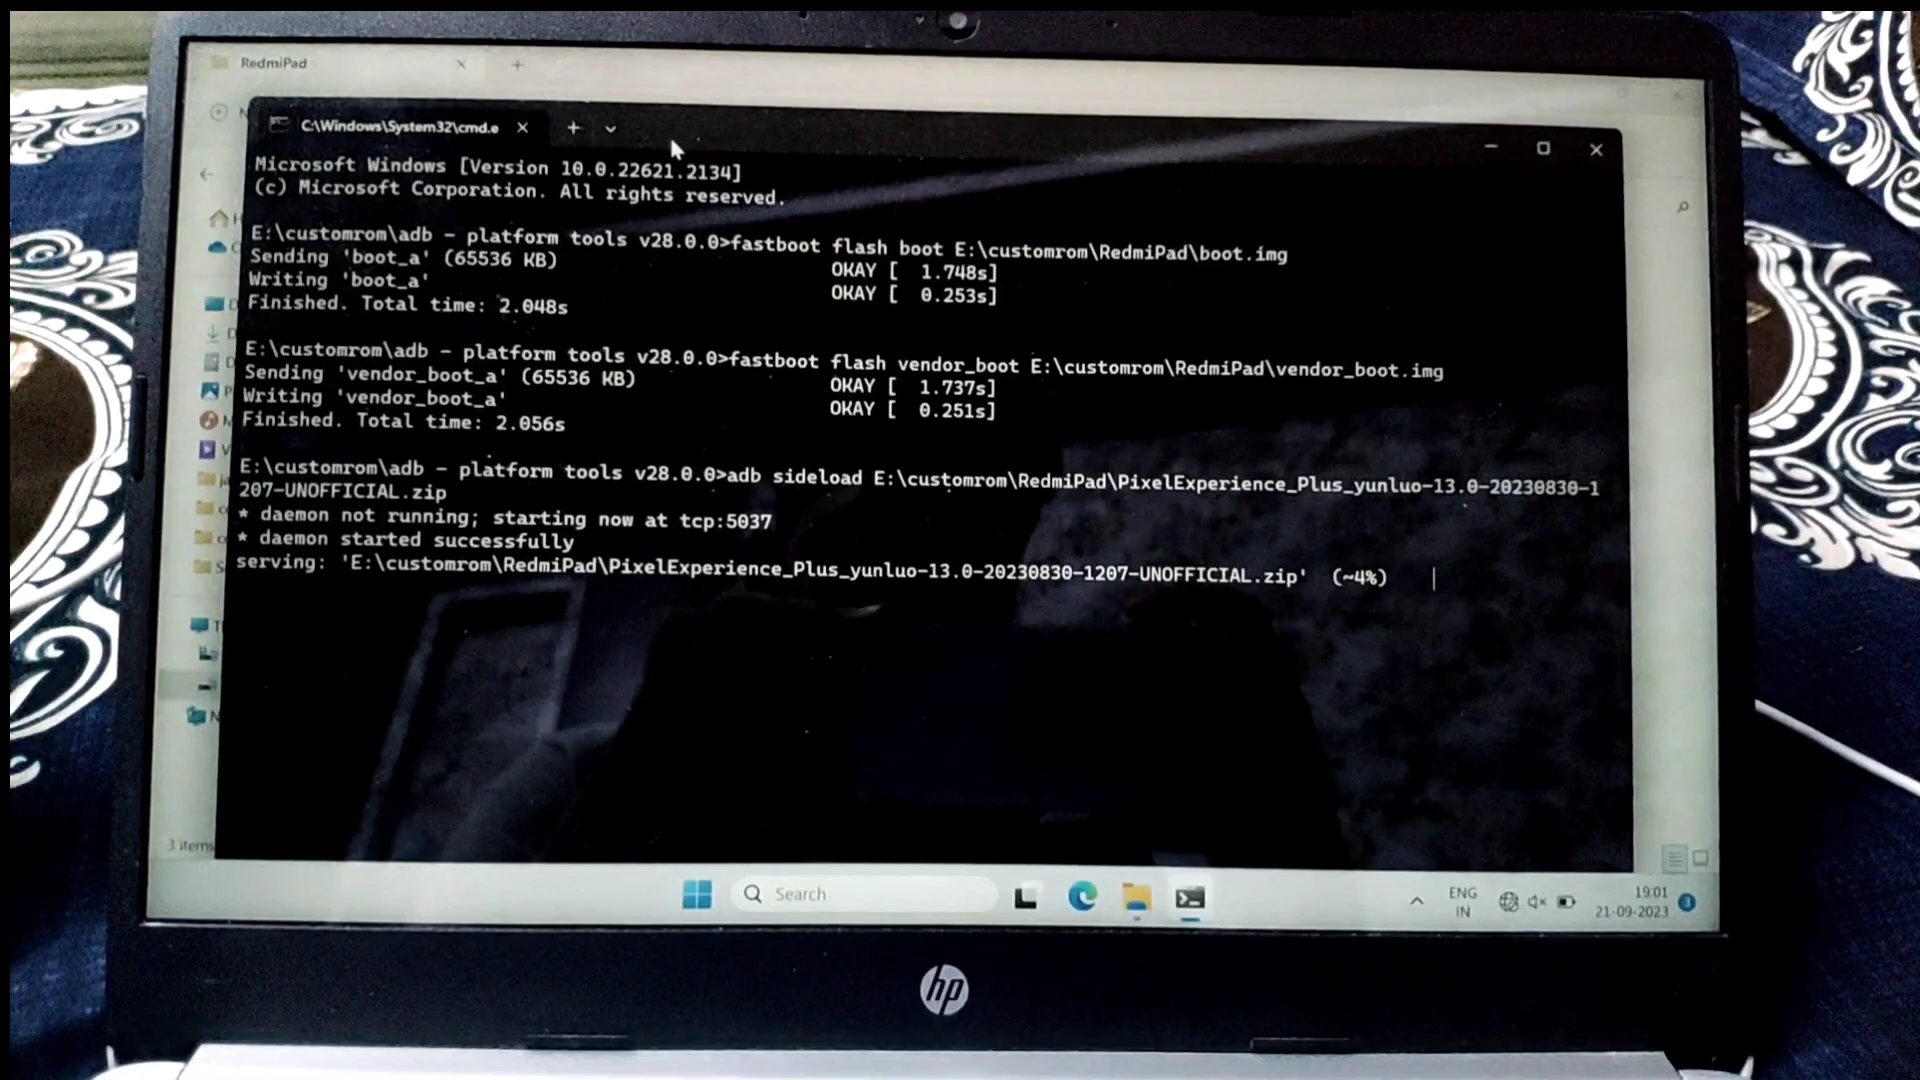 RedmiPad
C:\Windows\System32\cmd.e
Microsoft Windows [Version 10.0.22621.2134]
(c) Microsoft Corporation. All rights reserved.
E:\customrom\adb - platform tools v28.0.0>fastboot flash boot E:\customrom\RedmiPad\boot.img
Sending 'boot_a' (65536 KB) OKAY [ 1.748s]
Writing 'boot_a' OKAY [ 0.253s]
Finished. Total time: 2.048s
E:\customrom\adb - platform tools v28.0.0>fastboot flash vendor_boot E:\customrom\RedmiPad\vendor_boot.img
Sending 'vendor_boot_a' (65536 KB) OKAY [ 1.737s]
Writing 'vendor_boot_a' OKAY [ 0.251s]
Finished. Total time: 2.056s
E:\customrom\adb - platform tools v28.0.0>adb sideload E:\customrom\RedmiPad\PixelExperience_Plus_yunluo-13.0-20230830-1
207-UNOFFICIAL.zip
* daemon not running; starting now at tcp:5037
* daemon started successfully
serving: 'E:\customrom\RedmiPad\PixelExperience_Plus_yunluo-13.0-20230830-1207-UNOFFICIAL.zip' (~4%)
3 items
Search
ENG
IN
19:01
21-09-2023
hp